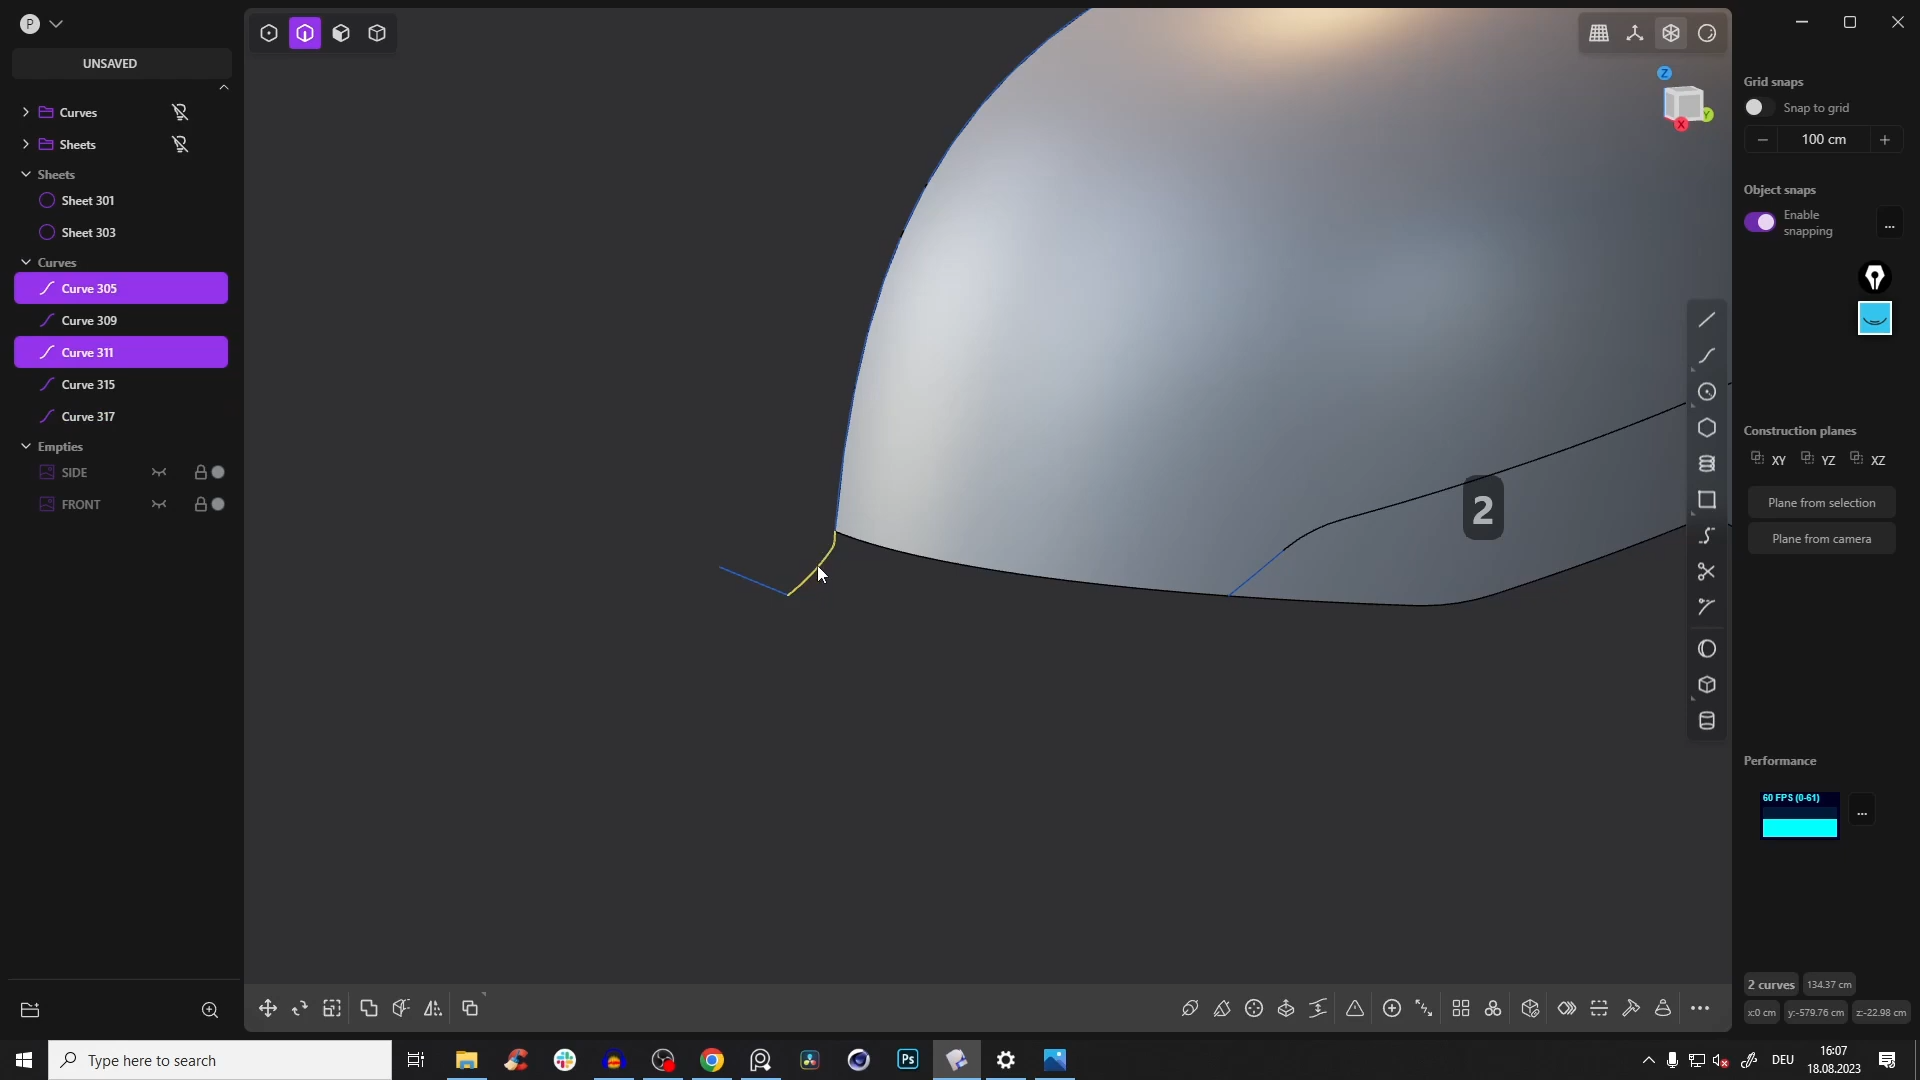 P
UNSAVED
Curves
Sheets
Sheets
Sheet 301
Sheet 303
Curves
Curve 305
Curve 309
Curve 311
Curve 315
Curve 317
Empties
SIDE
FRONT
2
Z
Y
X
Grid snaps
Snap to grid
100 cm
Object snaps
Enable
snapping
...
Construction planes
XY YZ XZ
Plane from selection
Plane from camera
Performance
60 FPS (0-61)
...
2 curves 134.37 cm
x:0 cm y:-579.76 cm z:-22.98 cm
Type here to search
Ps
DEU
16:07
18.08.2023